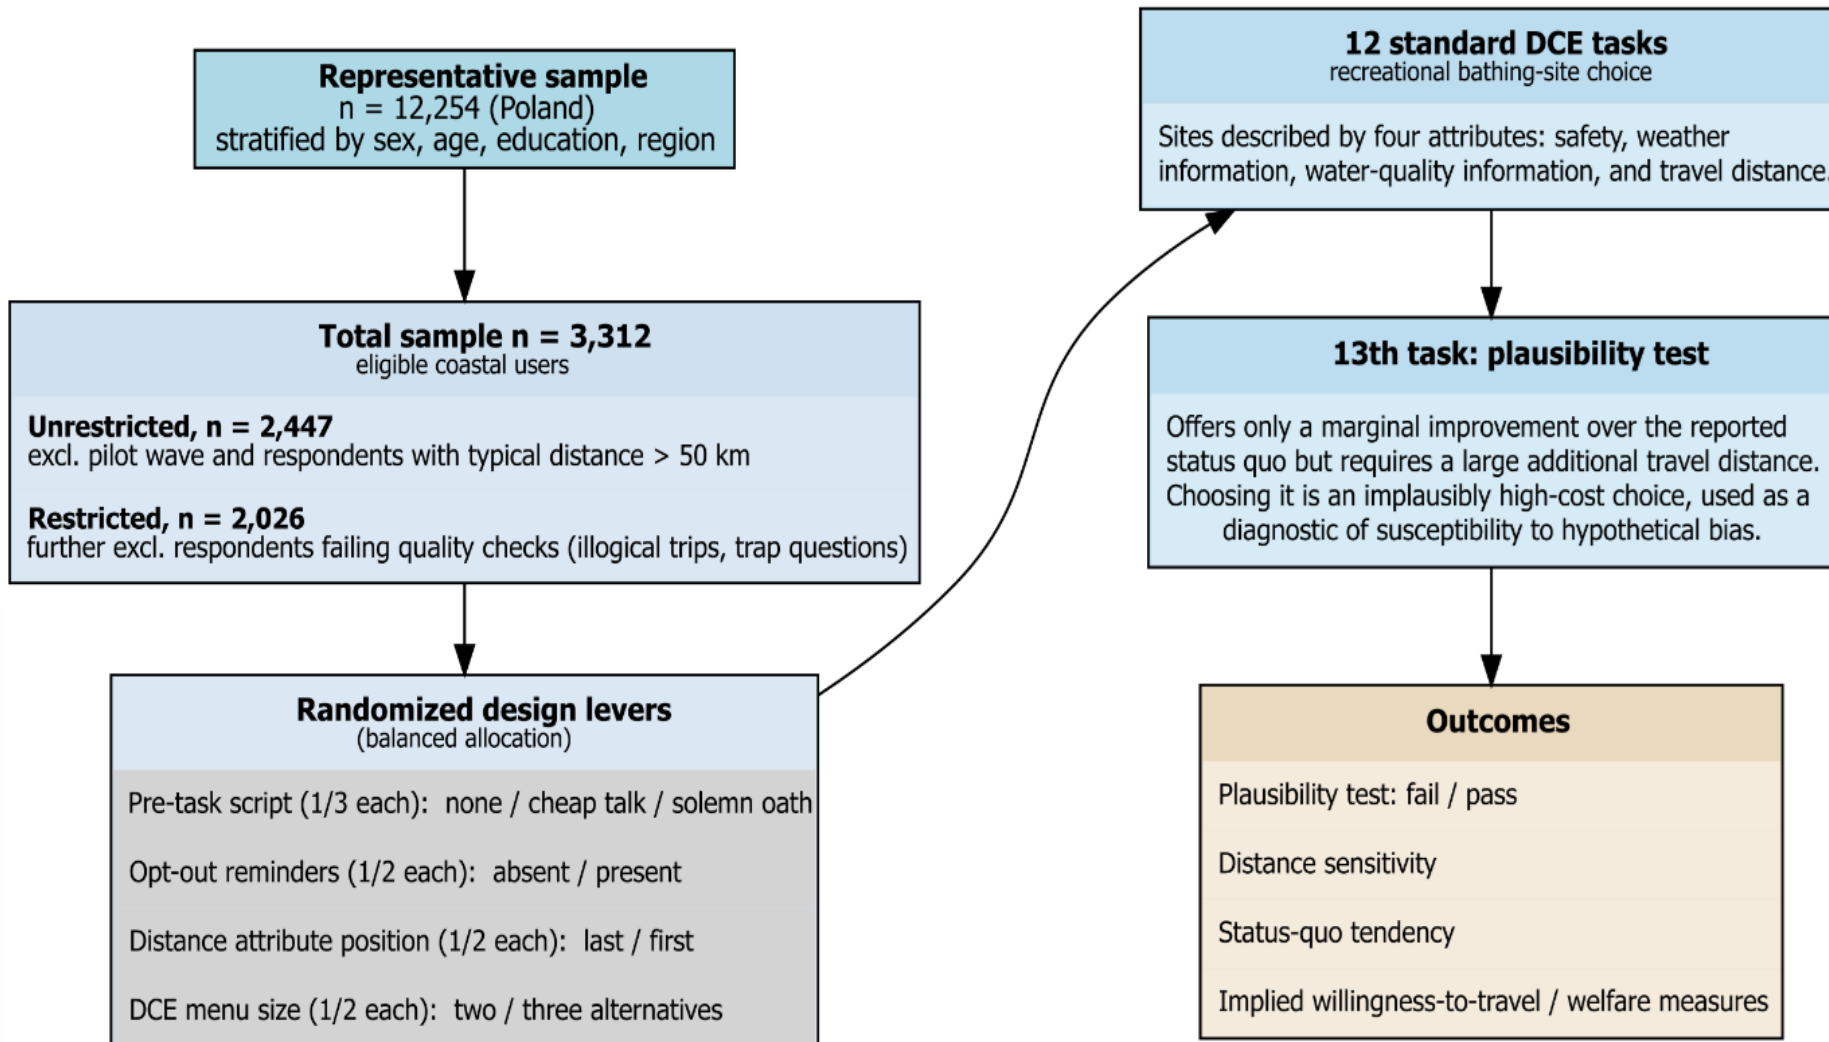 Representative sample
n = 12,254 (Poland)
stratified by sex, age, education, region
Total sample n = 3,312
eligible coastal users
Unrestricted, n = 2,447
excl. pilot wave and respondents with typical distance > 50 km
Restricted, n = 2,026
further excl. respondents failing quality checks (illogical trips, trap questions)
Randomized design levers
(balanced allocation)
Pre-task script (1/3 each): none / cheap talk / solemn oath
Opt-out reminders (1/2 each): absent / present
Distance attribute position (1/2 each): last / first
DCE menu size (1/2 each): two / three alternatives
12 standard DCE tasks
recreational bathing-site choice
Sites described by four attributes: safety, weather
information, water-quality information, and travel distance.
13th task: plausibility test
Offers only a marginal improvement over the reported
status quo but requires a large additional travel distance.
Choosing it is an implausibly high-cost choice, used as a
diagnostic of susceptibility to hypothetical bias.
Outcomes
Plausibility test: fail / pass
Distance sensitivity
Status-quo tendency
Implied willingness-to-travel / welfare measures